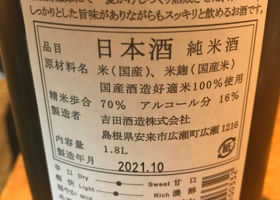 しっかりとした旨味がありながらもスッキリと飲めるお酒です。
品目 日本酒 純米酒
原材料名 米(国産)、米麹(国産米)
国産酒造好適米100%使用
精米歩合 70% アルコール分 16%
製造者 吉田酒造株式会社
島根県安来市広瀬町広瀬1216
内容量 1.8L
製造年月 2021.10
辛口 Dry Sweet 甘口
軽快 Light Rich 濃醇